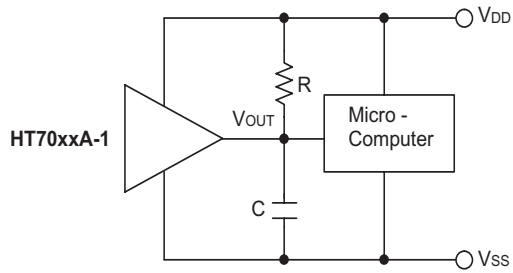 VDD
R
VOUT
Micro -
Computer
HT70xxA-1
C
VSS